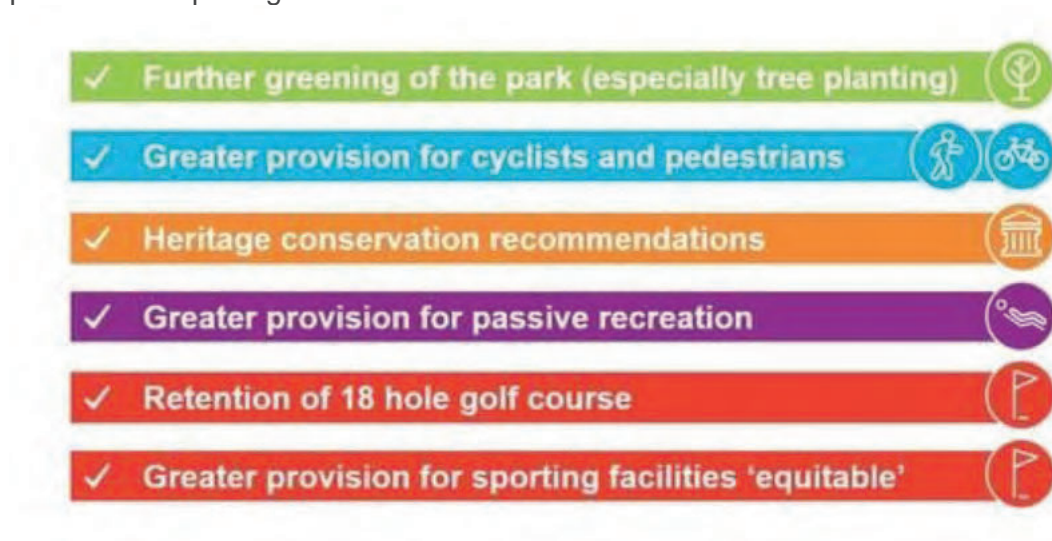 Further greening of the park (especially tree planting)
Greater provision for cyclists and pedestrians
Heritage conservation recommendations
Greater provision for passive recreation
Retention of 18 hole golf course
Greater provision for sporting facilities ‘equitable’